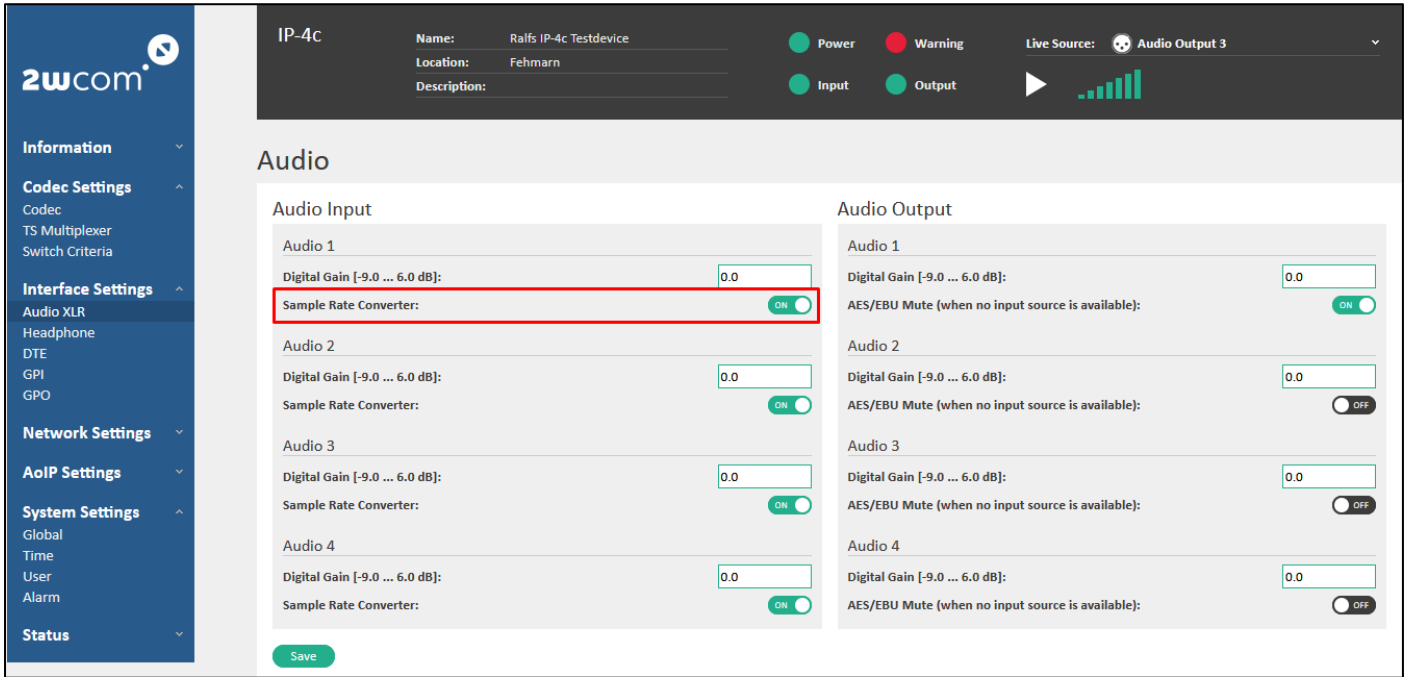 2wcom
Information
Codec Settings
Codec
TS Multiplexer
Switch Criteria
Interface Settings
Audio XLR
Headphone
DTE
GPI
GPO
Network Settings
AoIP Settings
System Settings
Global
Time
User
Alarm
Status
IP-4c
Name: Ralfs IP-4c Testdevice
Location: Fehmarn
Description:
Power
Warning
Input
Output
Live Source: Audio Output 3
Audio
Audio Input
Audio 1
Digital Gain [-9.0 ... 6.0 dB]: 0.0
Sample Rate Converter: ON
Audio 2
Digital Gain [-9.0 ... 6.0 dB]: 0.0
Sample Rate Converter: ON
Audio 3
Digital Gain [-9.0 ... 6.0 dB]: 0.0
Sample Rate Converter: ON
Audio 4
Digital Gain [-9.0 ... 6.0 dB]: 0.0
Sample Rate Converter: ON
Audio Output
Audio 1
Digital Gain [-9.0 ... 6.0 dB]: 0.0
AES/EBU Mute (when no input source is available): ON
Audio 2
Digital Gain [-9.0 ... 6.0 dB]: 0.0
AES/EBU Mute (when no input source is available): OFF
Audio 3
Digital Gain [-9.0 ... 6.0 dB]: 0.0
AES/EBU Mute (when no input source is available): OFF
Audio 4
Digital Gain [-9.0 ... 6.0 dB]: 0.0
AES/EBU Mute (when no input source is available): OFF
Save